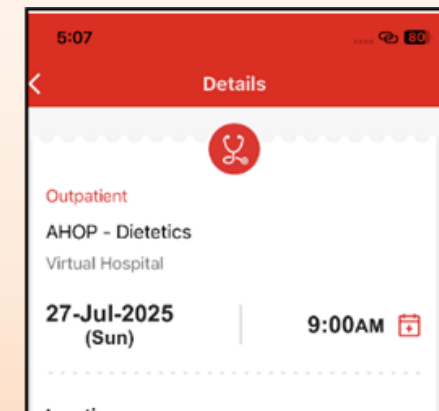 5:07
80
Details
Outpatient
AHOP - Dietetics
Virtual Hospital
27-Jul-2025
(Sun)
9:00AM